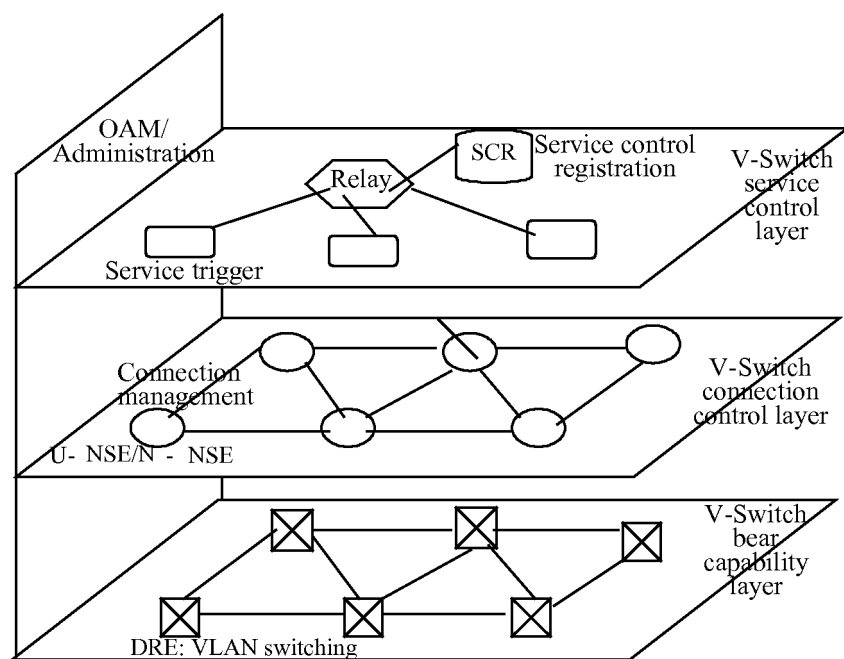 OAM/
Administration
SCR
Service control
registration
Relay
V-Switch
service
control
layer
Service trigger
Connection
management
V-Switch
connection
control layer
U- NSE/N - NSE
V-Switch
bear
capability
layer
DRE: VLAN switching